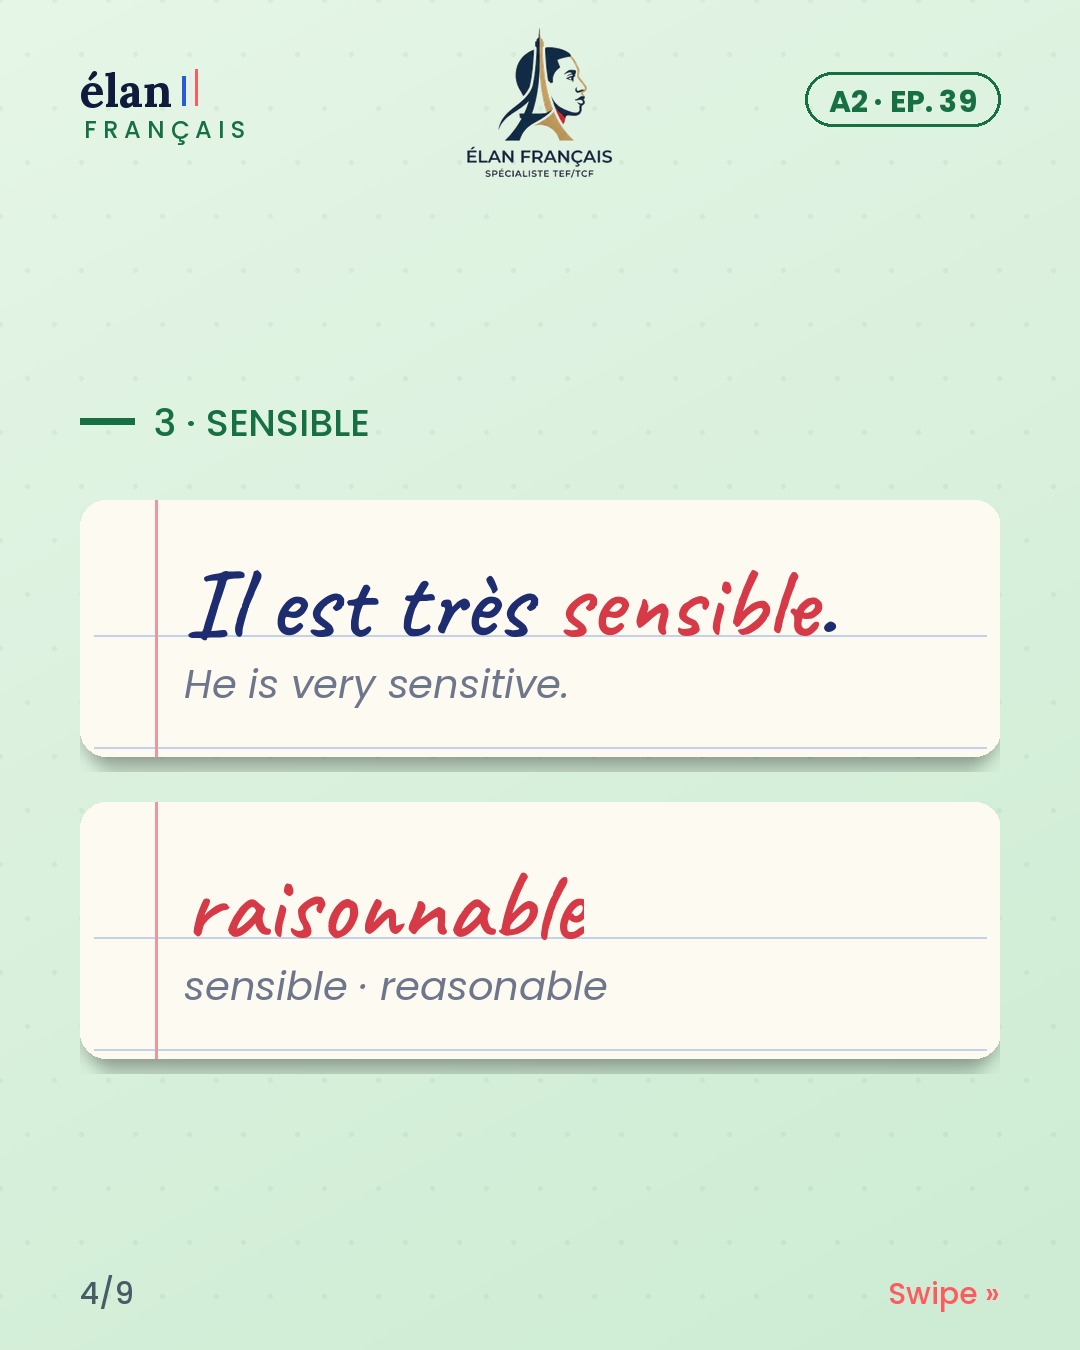 élan
FRANÇAIS
ÉLAN FRANÇAIS
SPÉCIALISTE TEF/TCF
A2 · EP. 39
3 · SENSIBLE
Il est très sensible.
He is very sensitive.
raisonnable
sensible · reasonable
4/9
Swipe »